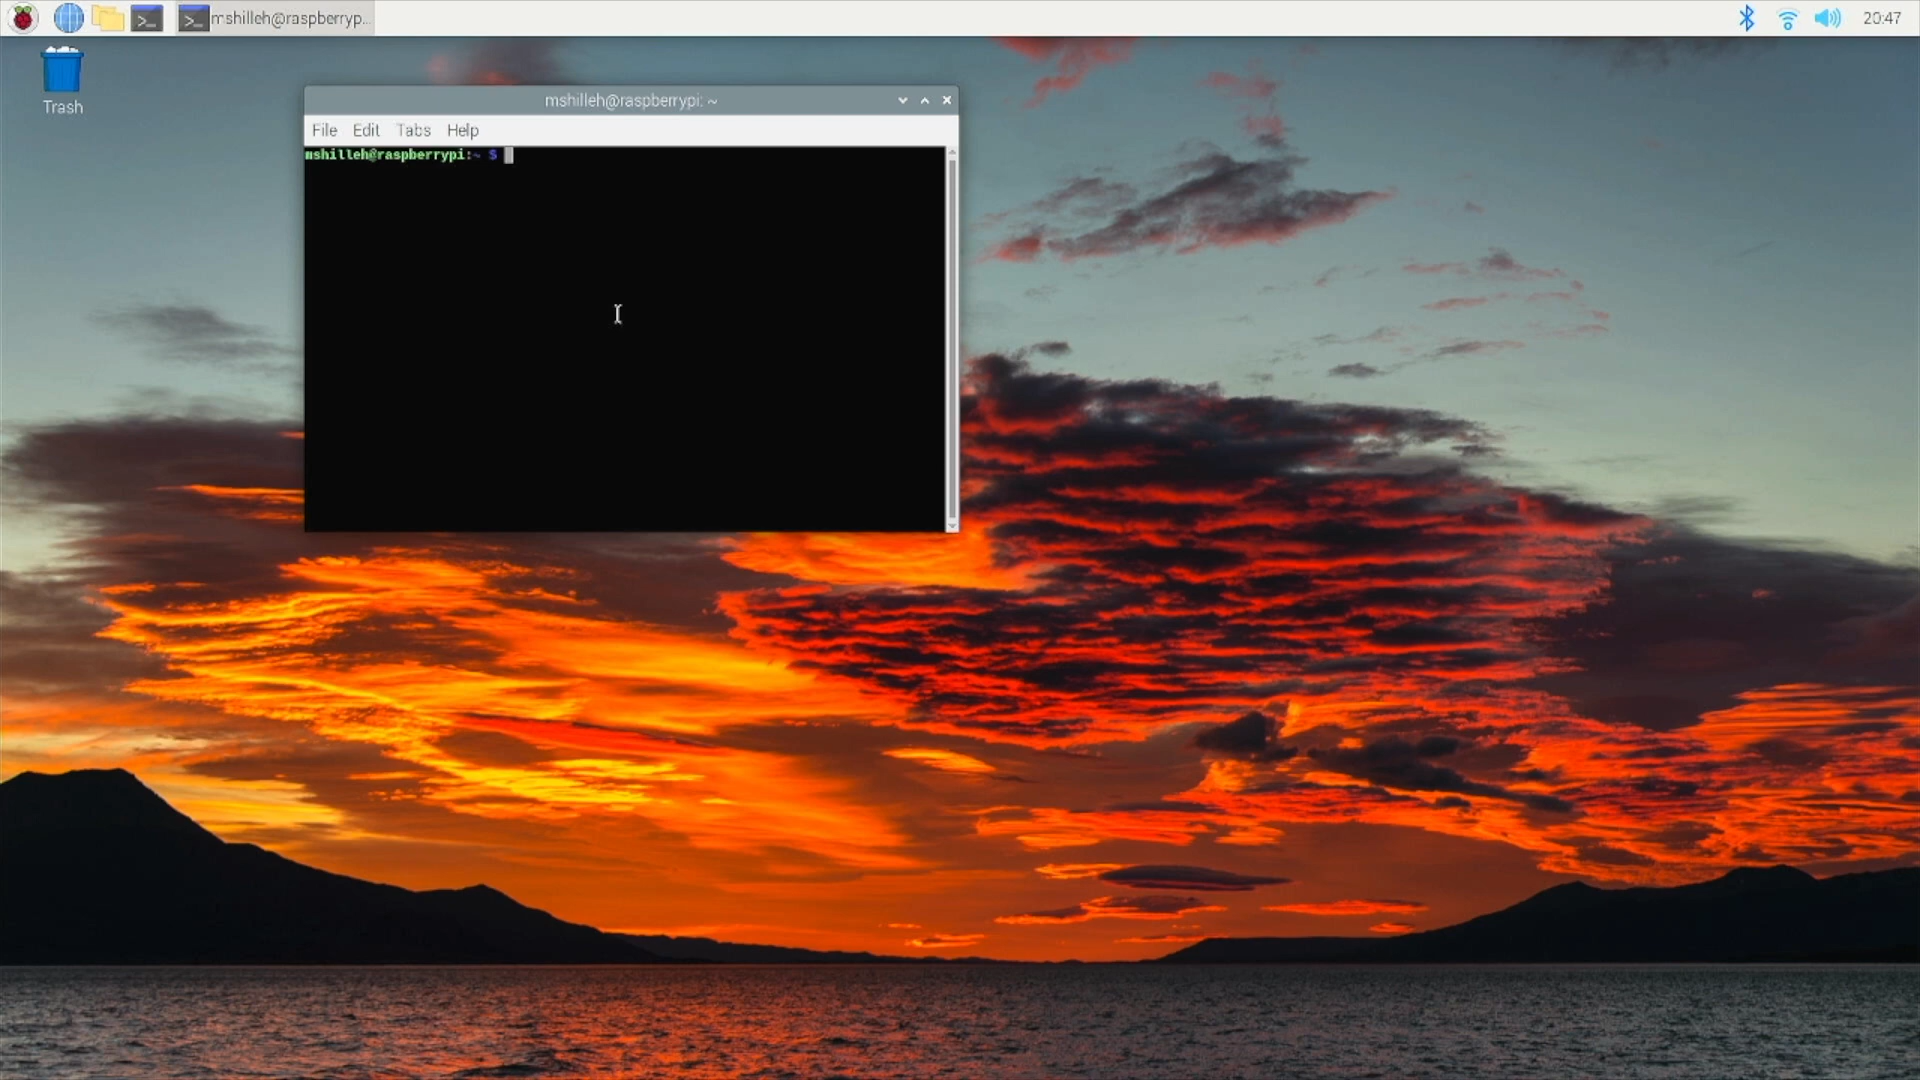 mshilleh@raspberryp...
20:47
Trash
mshilleh@raspberrypi: ~
File Edit Tabs Help
mshilleh@raspberrypi:~ $